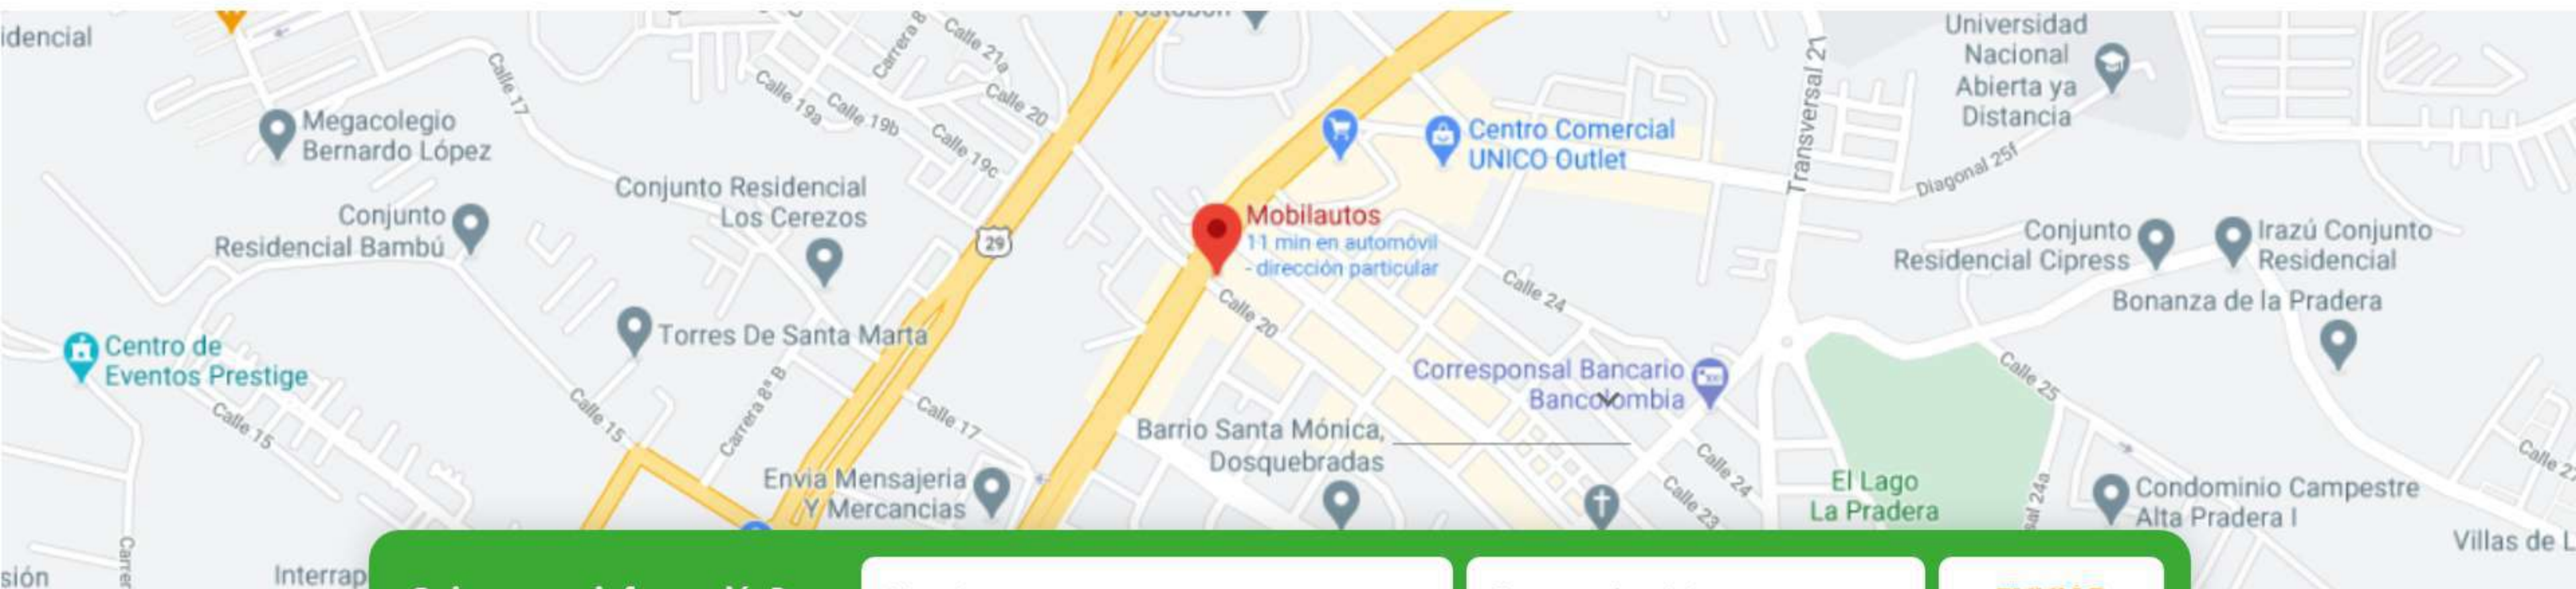 idencial
Calle 17
Carrera 8
Calle 21a
Calle 20
Calle 19a
Calle 19b
Calle 19c
Universidad
Nacional
Abierta ya
Distancia
Transversal 21
Diagonal 25f
Megacolegio
Bernardo López
Centro Comercial
UNICO Outlet
Conjunto Residencial
Los Cerezos
Conjunto
Residencial Bambú
29
Mobilautos
11 min en automóvil
- dirección particular
Conjunto
Residencial Cipress
Irazú Conjunto
Residencial
Bonanza de la Pradera
Calle 24
Calle 20
Torres De Santa Marta
Centro de
Eventos Prestige
Calle 15
Calle 15
Carrera 8ª B
Calle 17
Corresponsal Bancario
Bancolombia
Calle 25
Barrio Santa Mónica,
Dosquebradas
Calle 24
Calle 23
Envia Mensajeria
Y Mercancias
El Lago
La Pradera
sal 24a
Condominio Campestre
Alta Pradera I
Calle 27
Villas de L
sión
Carrer
Interrap